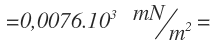 =0,0076.10³ mN/m² =